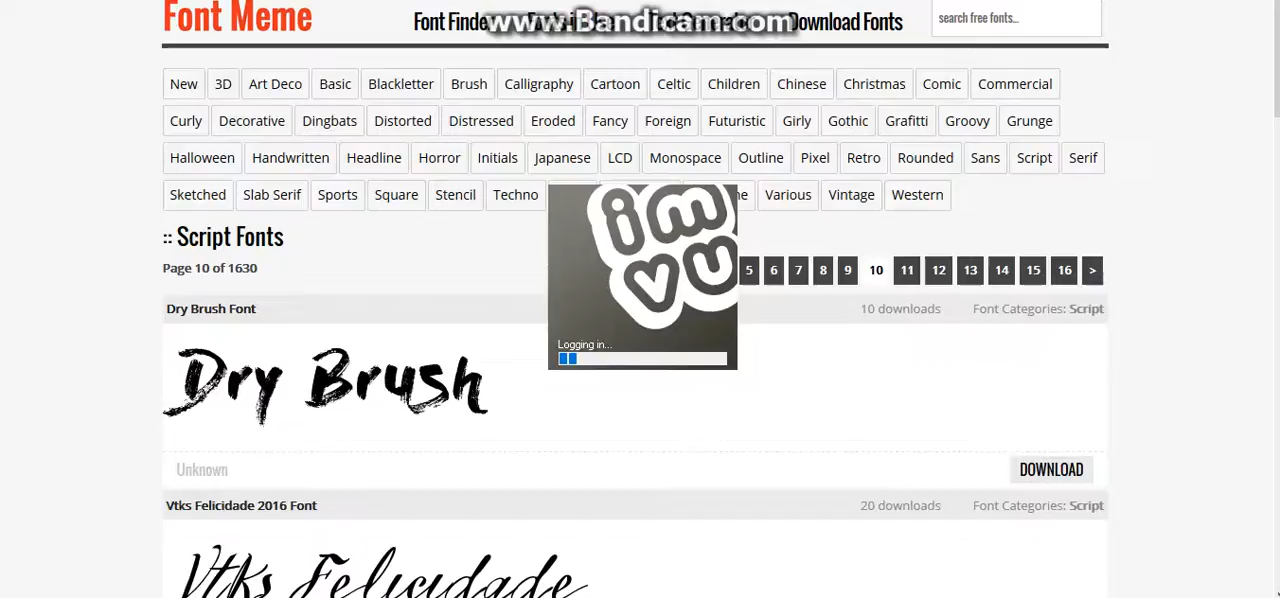 Font Meme
Font Finde
www.Bandicam.com
Download Fonts
search free fonts...
New 3D Art Deco Basic Blackletter Brush Calligraphy Cartoon Celtic Children Chinese Christmas Comic Commercial
Curly Decorative Dingbats Distorted Distressed Eroded Fancy Foreign Futuristic Girly Gothic Grafitti Groovy Grunge
Halloween Handwritten Headline Horror Initials Japanese LCD Monospace Outline Pixel Retro Rounded Sans Script Serif
Sketched Slab Serif Sports Square Stencil Techno Various Vintage Western
:: Script Fonts
Page 10 of 1630
5 6 7 8 9 10 11 12 13 14 15 16 >
imvu
Logging in...
Dry Brush Font 10 downloads Font Categories: Script
Dry Brush
Unknown DOWNLOAD
Vtks Felicidade 2016 Font 20 downloads Font Categories: Script
Vtks Felicidade